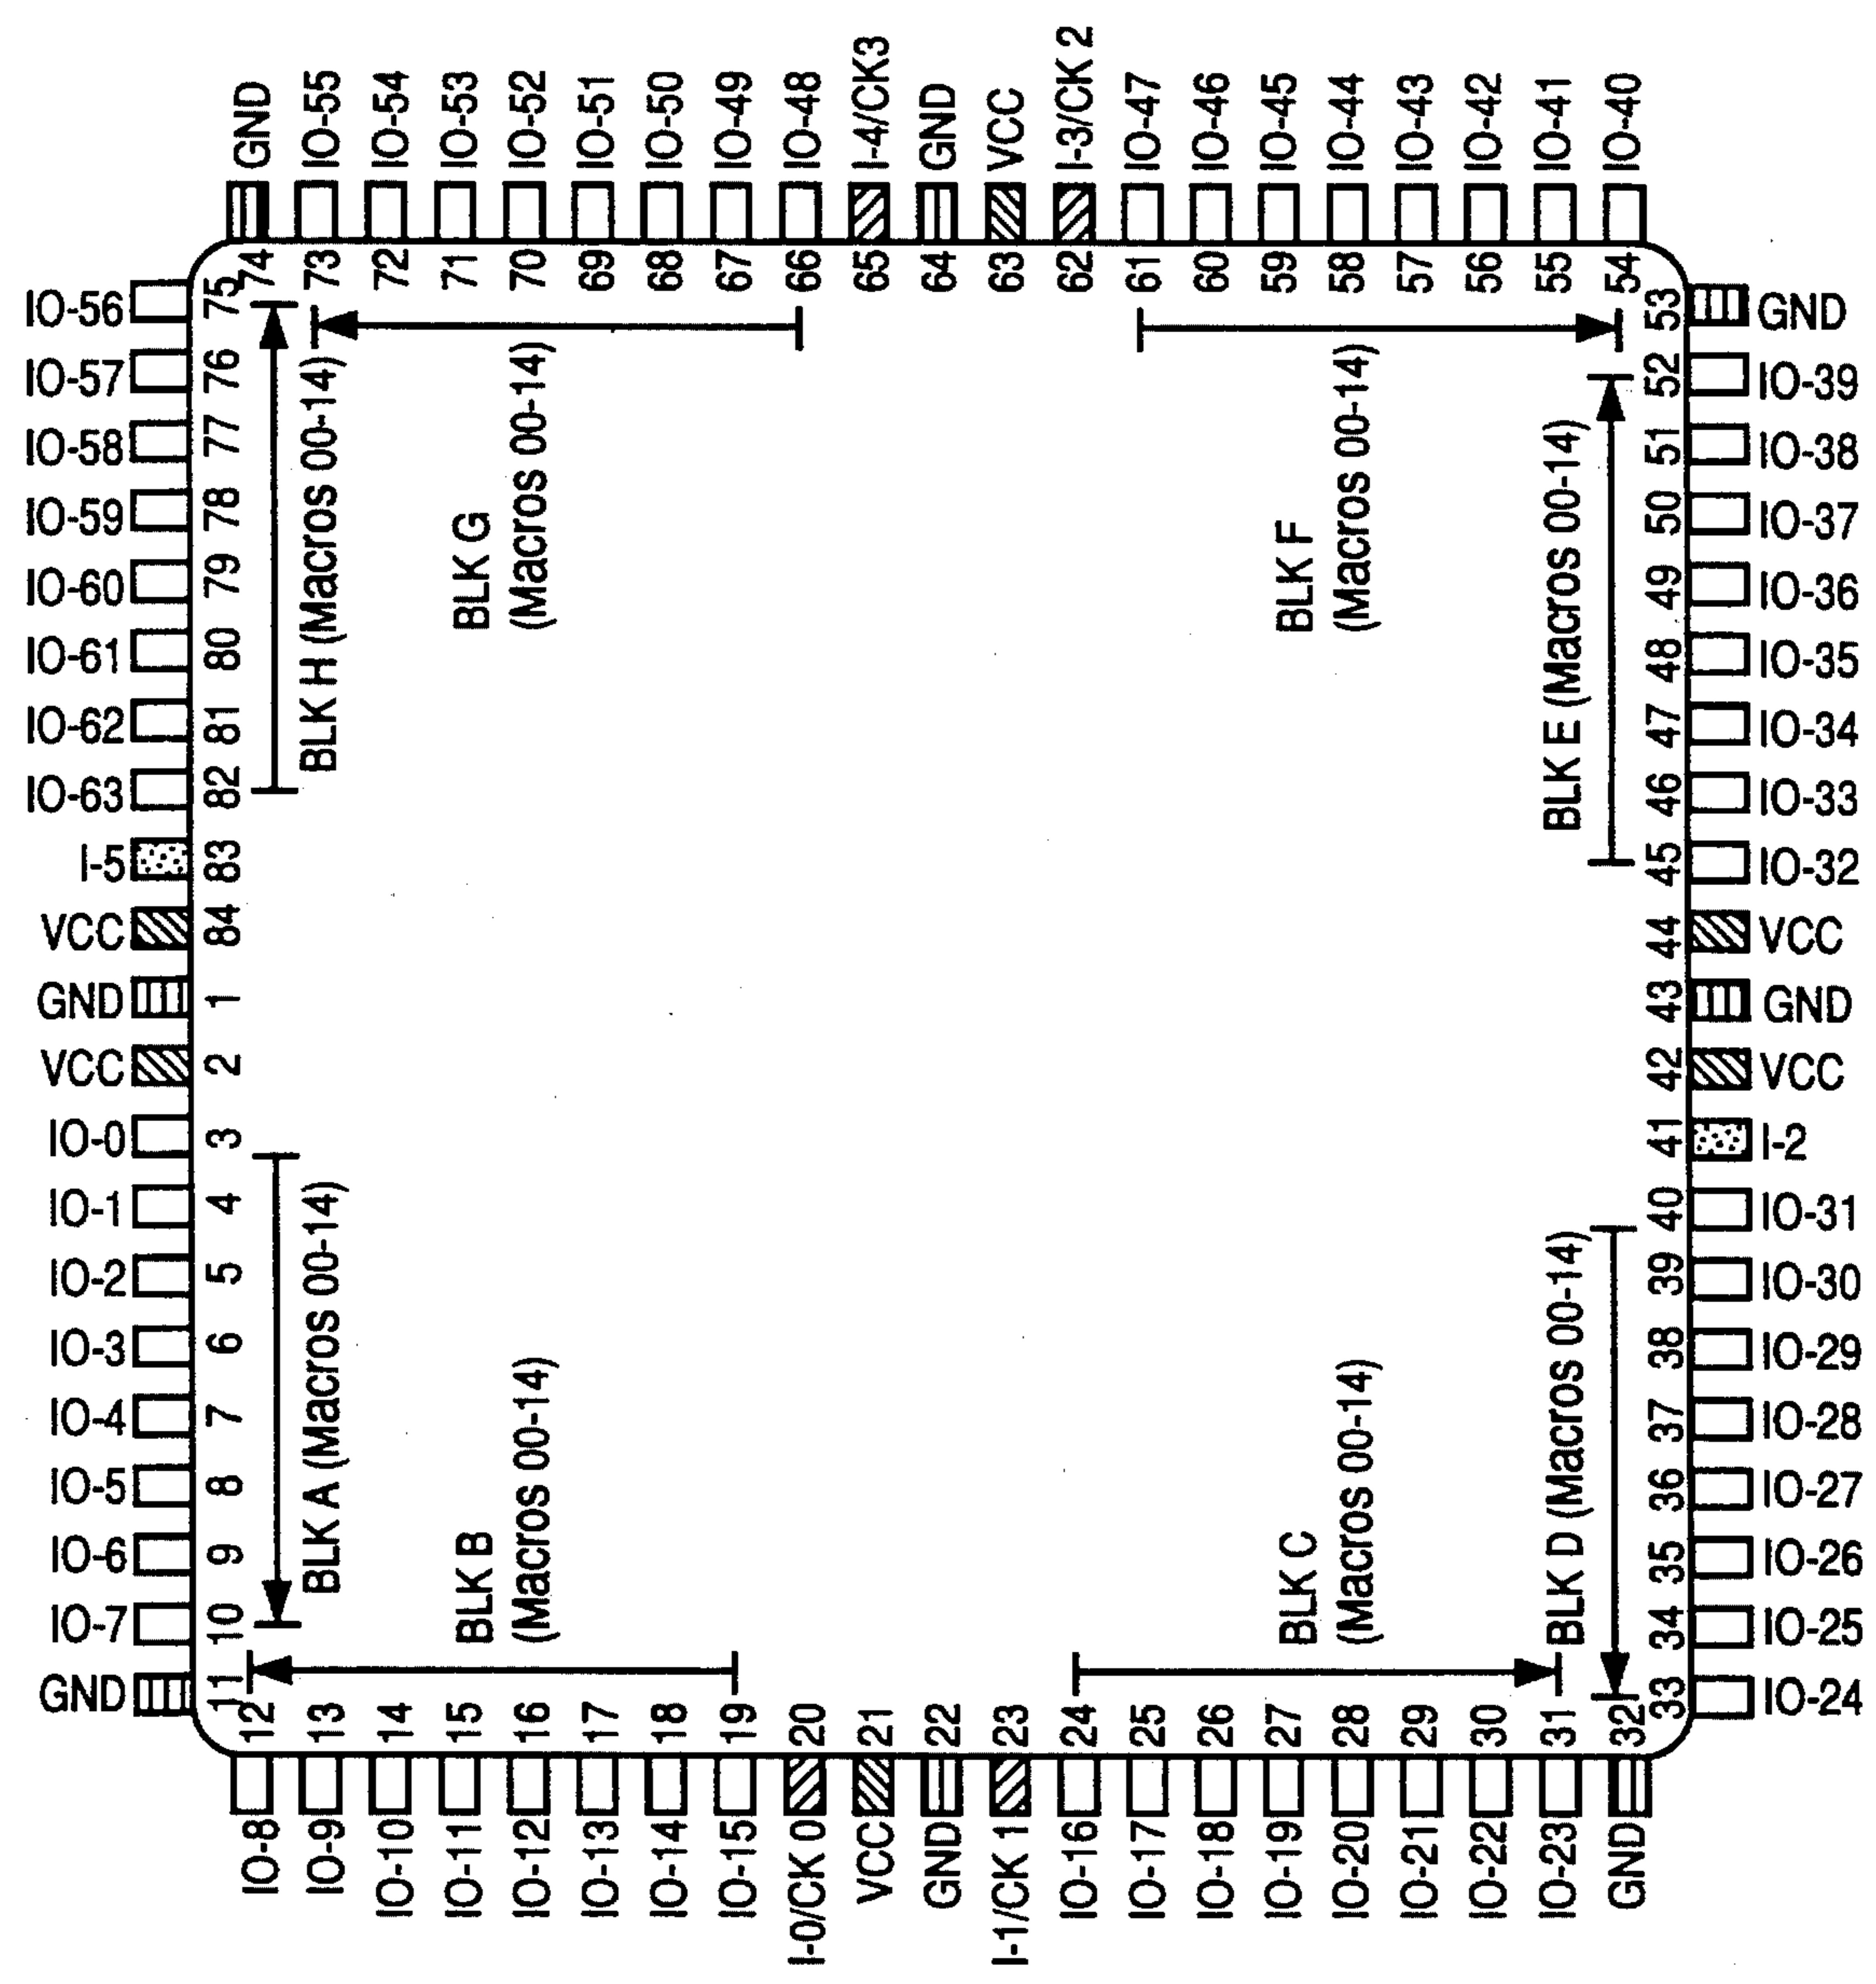 GND
IO-55
IO-54
IO-53
IO-52
IO-51
IO-50
IO-49
IO-48
I-4/CK3
GND
VCC
I-3/CK 2
IO-47
IO-46
IO-45
IO-44
IO-43
IO-42
IO-41
IO-40
74
73
72
71
70
69
68
67
66
65
64
63
62
61
60
59
58
57
56
55
54
IO-56 75
IO-57 76
IO-58 77
IO-59 78
IO-60 79
IO-61 80
IO-62 81
IO-63 82
I-5 83
VCC 84
GND 1
VCC 2
IO-0 3
IO-1 4
IO-2 5
IO-3 6
IO-4 7
IO-5 8
IO-6 9
IO-7 10
GND 11
BLK H (Macros 00-14)
BLK G
(Macros 00-14)
BLK F
(Macros 00-14)
BLK E (Macros 00-14)
BLK A (Macros 00-14)
BLK B
(Macros 00-14)
BLK C
(Macros 00-14)
BLK D (Macros 00-14)
53 GND
52 IO-39
51 IO-38
50 IO-37
49 IO-36
48 IO-35
47 IO-34
46 IO-33
45 IO-32
44 VCC
43 GND
42 VCC
41 I-2
40 IO-31
39 IO-30
38 IO-29
37 IO-28
36 IO-27
35 IO-26
34 IO-25
33 IO-24
12
13
14
15
16
17
18
19
20
21
22
23
24
25
26
27
28
29
30
31
32
IO-8
IO-9
IO-10
IO-11
IO-12
IO-13
IO-14
IO-15
I-0/CK 0
VCC
GND
I-1/CK 1
IO-16
IO-17
IO-18
IO-19
IO-20
IO-21
IO-22
IO-23
GND